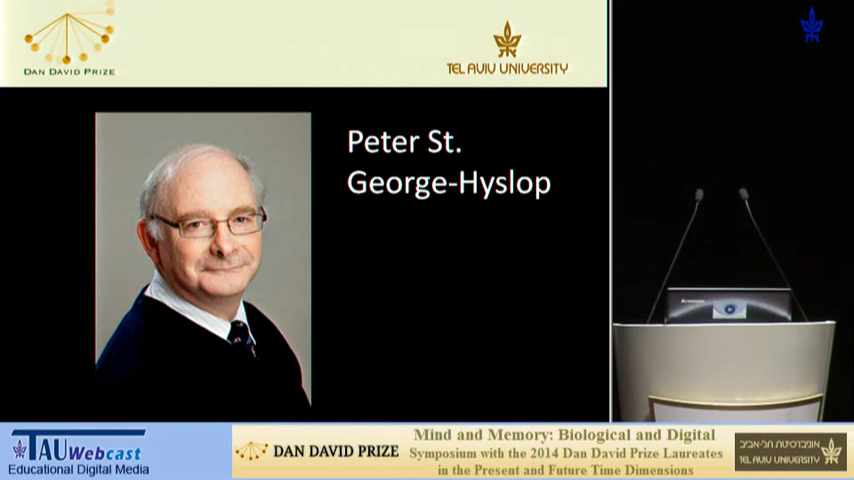 DAN DAVID PRIZE
TEL AVIV UNIVERSITY
Peter St.
George-Hyslop
TAU Webcast
Educational Digital Media
DAN DAVID PRIZE
Mind and Memory: Biological and Digital
Symposium with the 2014 Dan David Prize Laureates
in the Present and Future Time Dimensions
אוניברסיטת תל-אביב
TEL AVIV UNIVERSITY